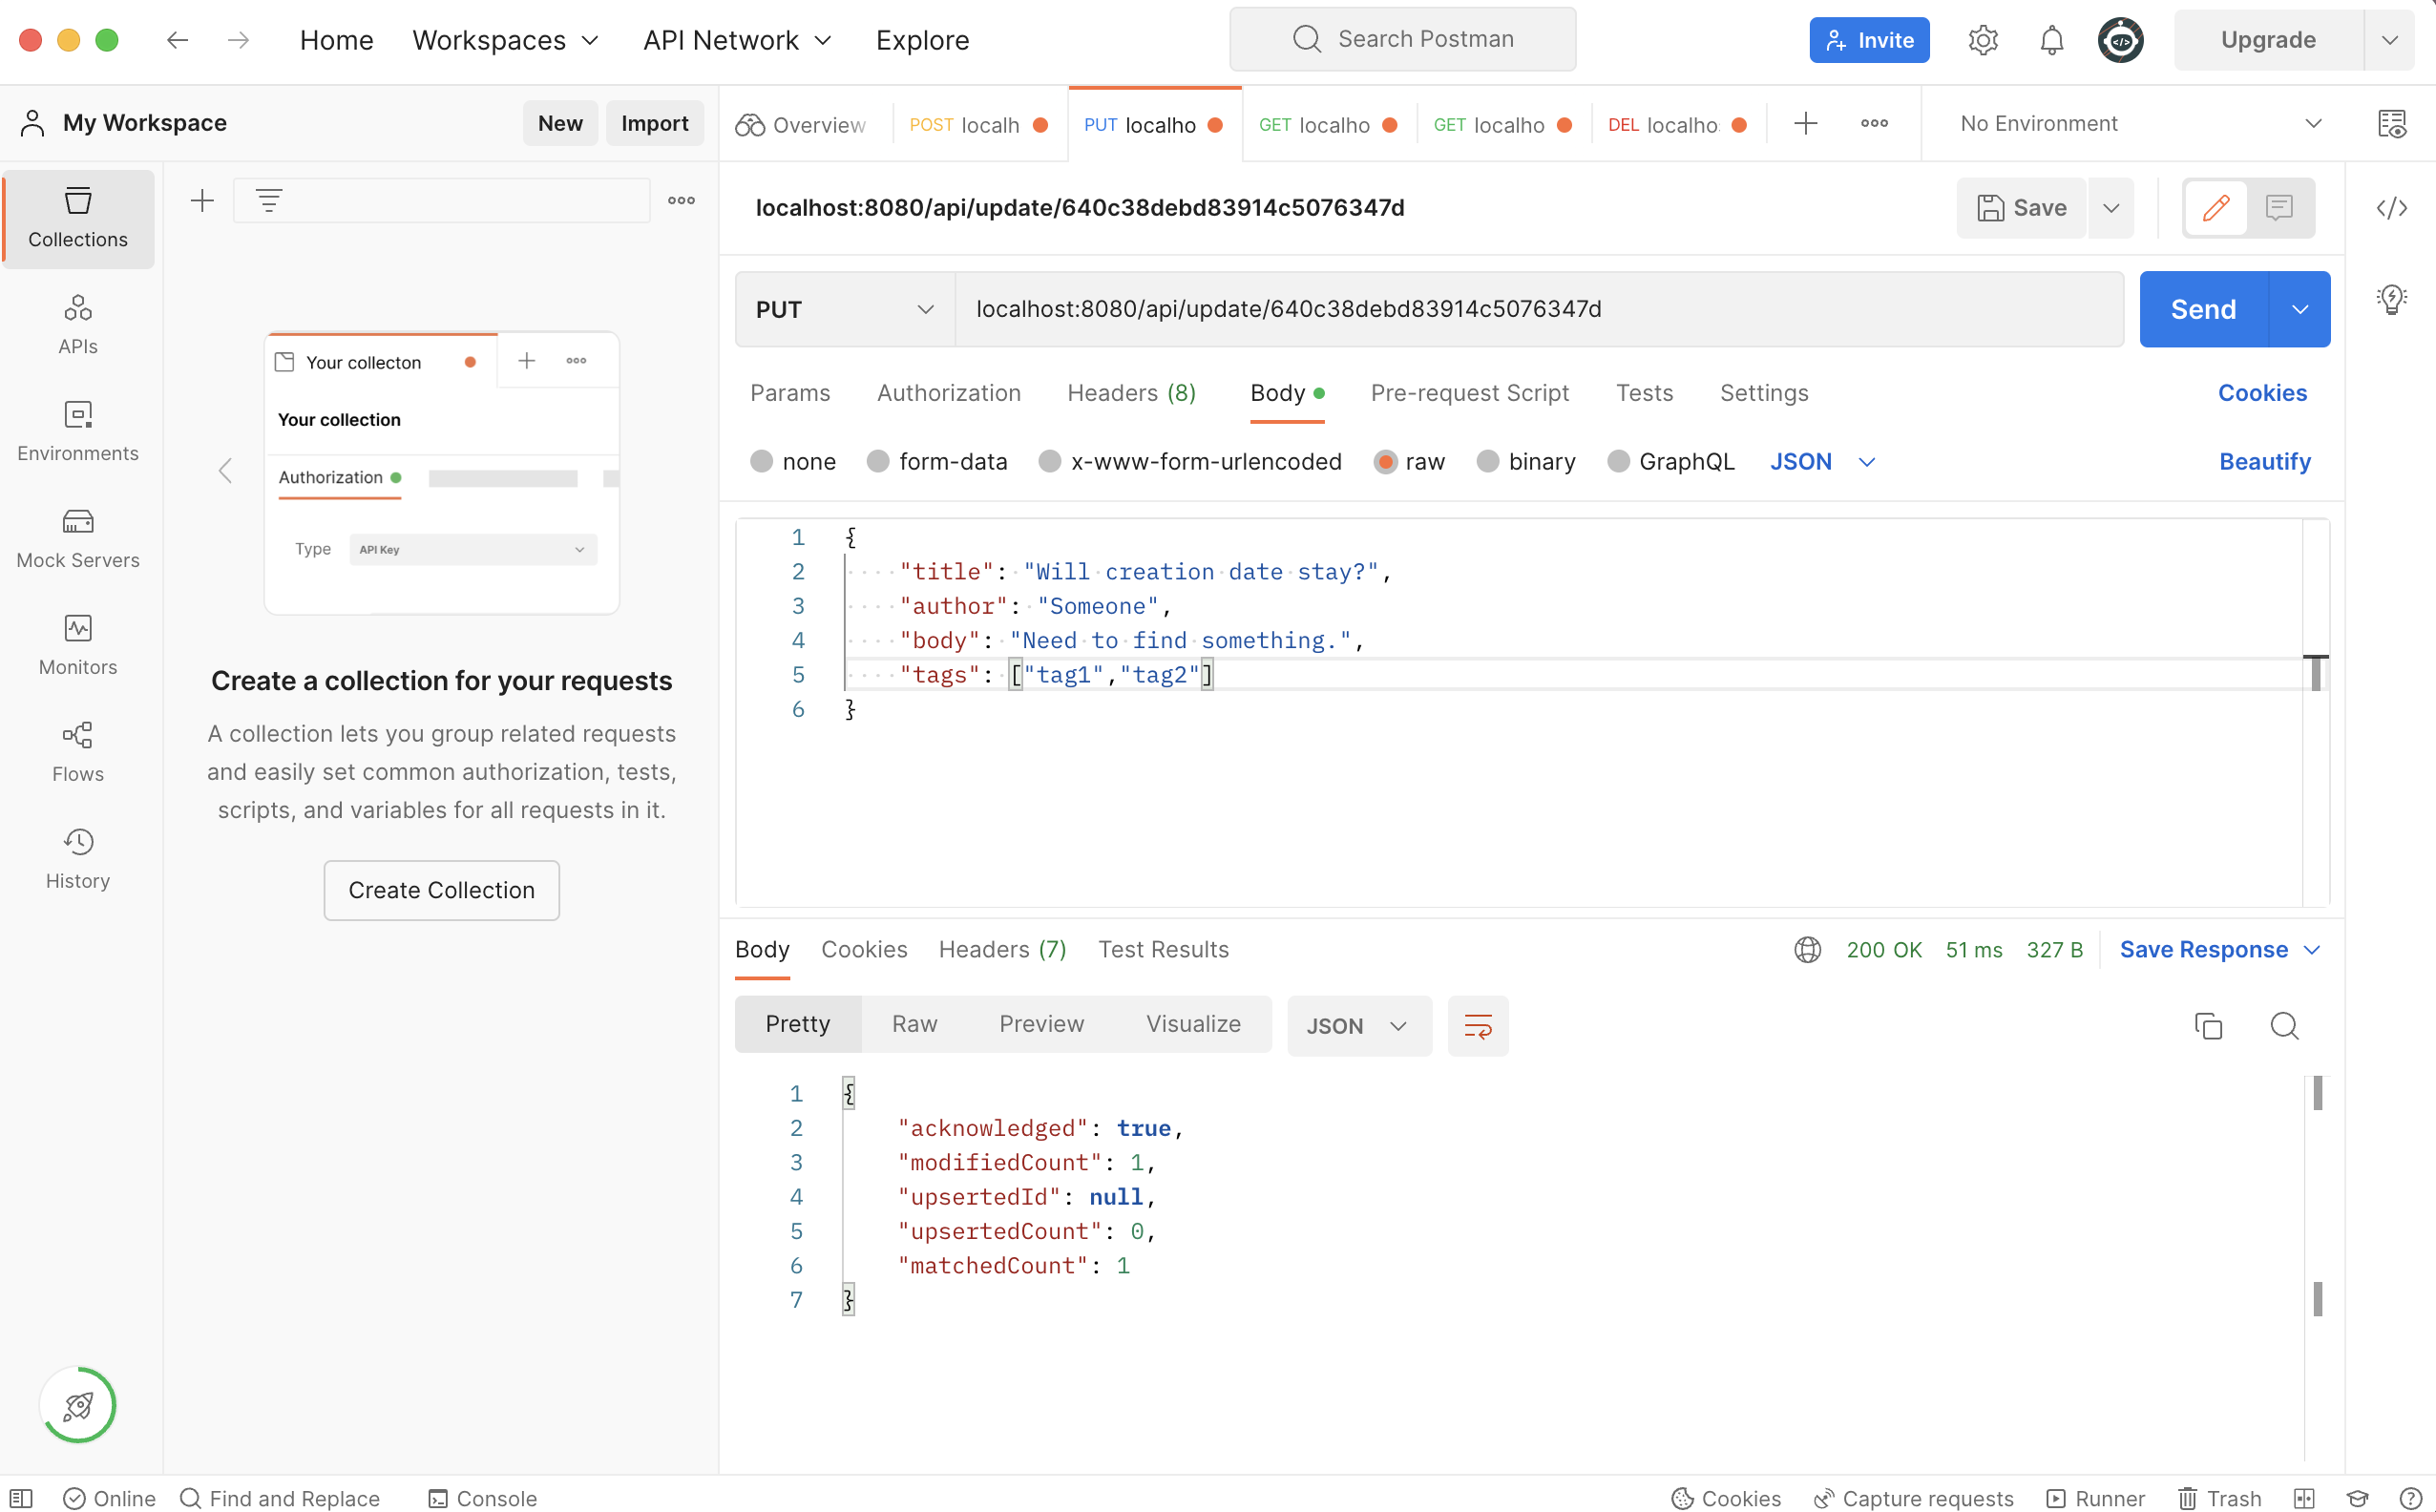 Home Workspaces API Network Explore Search Postman Invite Upgrade
My Workspace New Import Overview POST localh PUT localho GET localho GET localho DEL localho No Environment
Collections
APIs
Environments
Mock Servers
Monitors
Flows
History
Your collecton
Your collection
Authorization
Type API Key
Create a collection for your requests
A collection lets you group related requests
and easily set common authorization, tests,
scripts, and variables for all requests in it.
Create Collection
localhost:8080/api/update/640c38debd83914c5076347d Save
PUT localhost:8080/api/update/640c38debd83914c5076347d Send
Params Authorization Headers (8) Body Pre-request Script Tests Settings Cookies
none form-data x-www-form-urlencoded raw binary GraphQL JSON Beautify
1 {
2 "title": "Will creation date stay?",
3 "author": "Someone",
4 "body": "Need to find something.",
5 "tags": ["tag1","tag2"]
6 }
Body Cookies Headers (7) Test Results 200 OK 51 ms 327 B Save Response
Pretty Raw Preview Visualize JSON
1 {
2 "acknowledged": true,
3 "modifiedCount": 1,
4 "upsertedId": null,
5 "upsertedCount": 0,
6 "matchedCount": 1
7 }
Online Find and Replace Console Cookies Capture requests Runner Trash